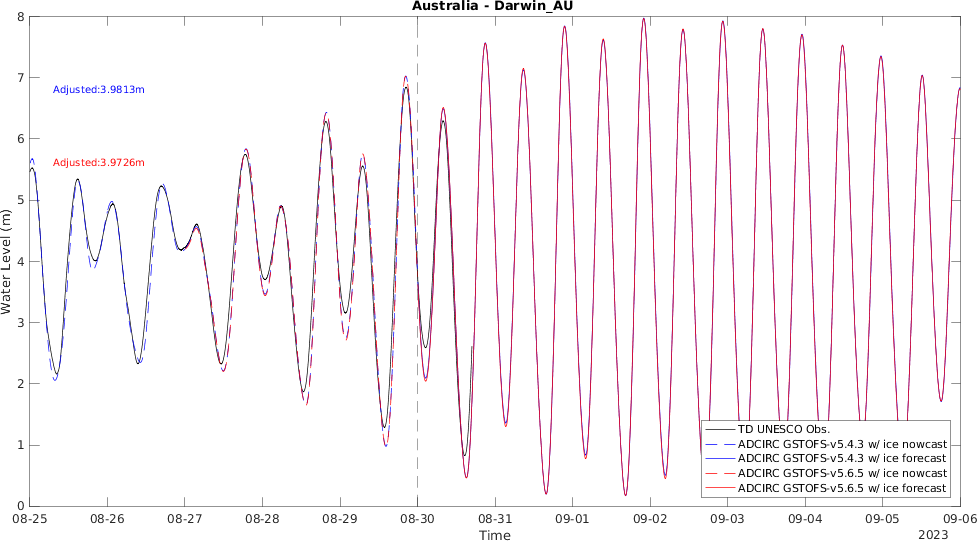 Australia - Darwin_AU
8
7
6
5
4
3
2
1
0
Water Level (m)
Adjusted:3.9813m
Adjusted:3.9726m
TD UNESCO Obs.
ADCIRC GSTOFS-v5.4.3 w/ ice nowcast
ADCIRC GSTOFS-v5.4.3 w/ ice forecast
ADCIRC GSTOFS-v5.6.5 w/ ice nowcast
ADCIRC GSTOFS-v5.6.5 w/ ice forecast
08-25 08-26 08-27 08-28 08-29 08-30 08-31 09-01 09-02 09-03 09-04 09-05 09-06
Time
2023